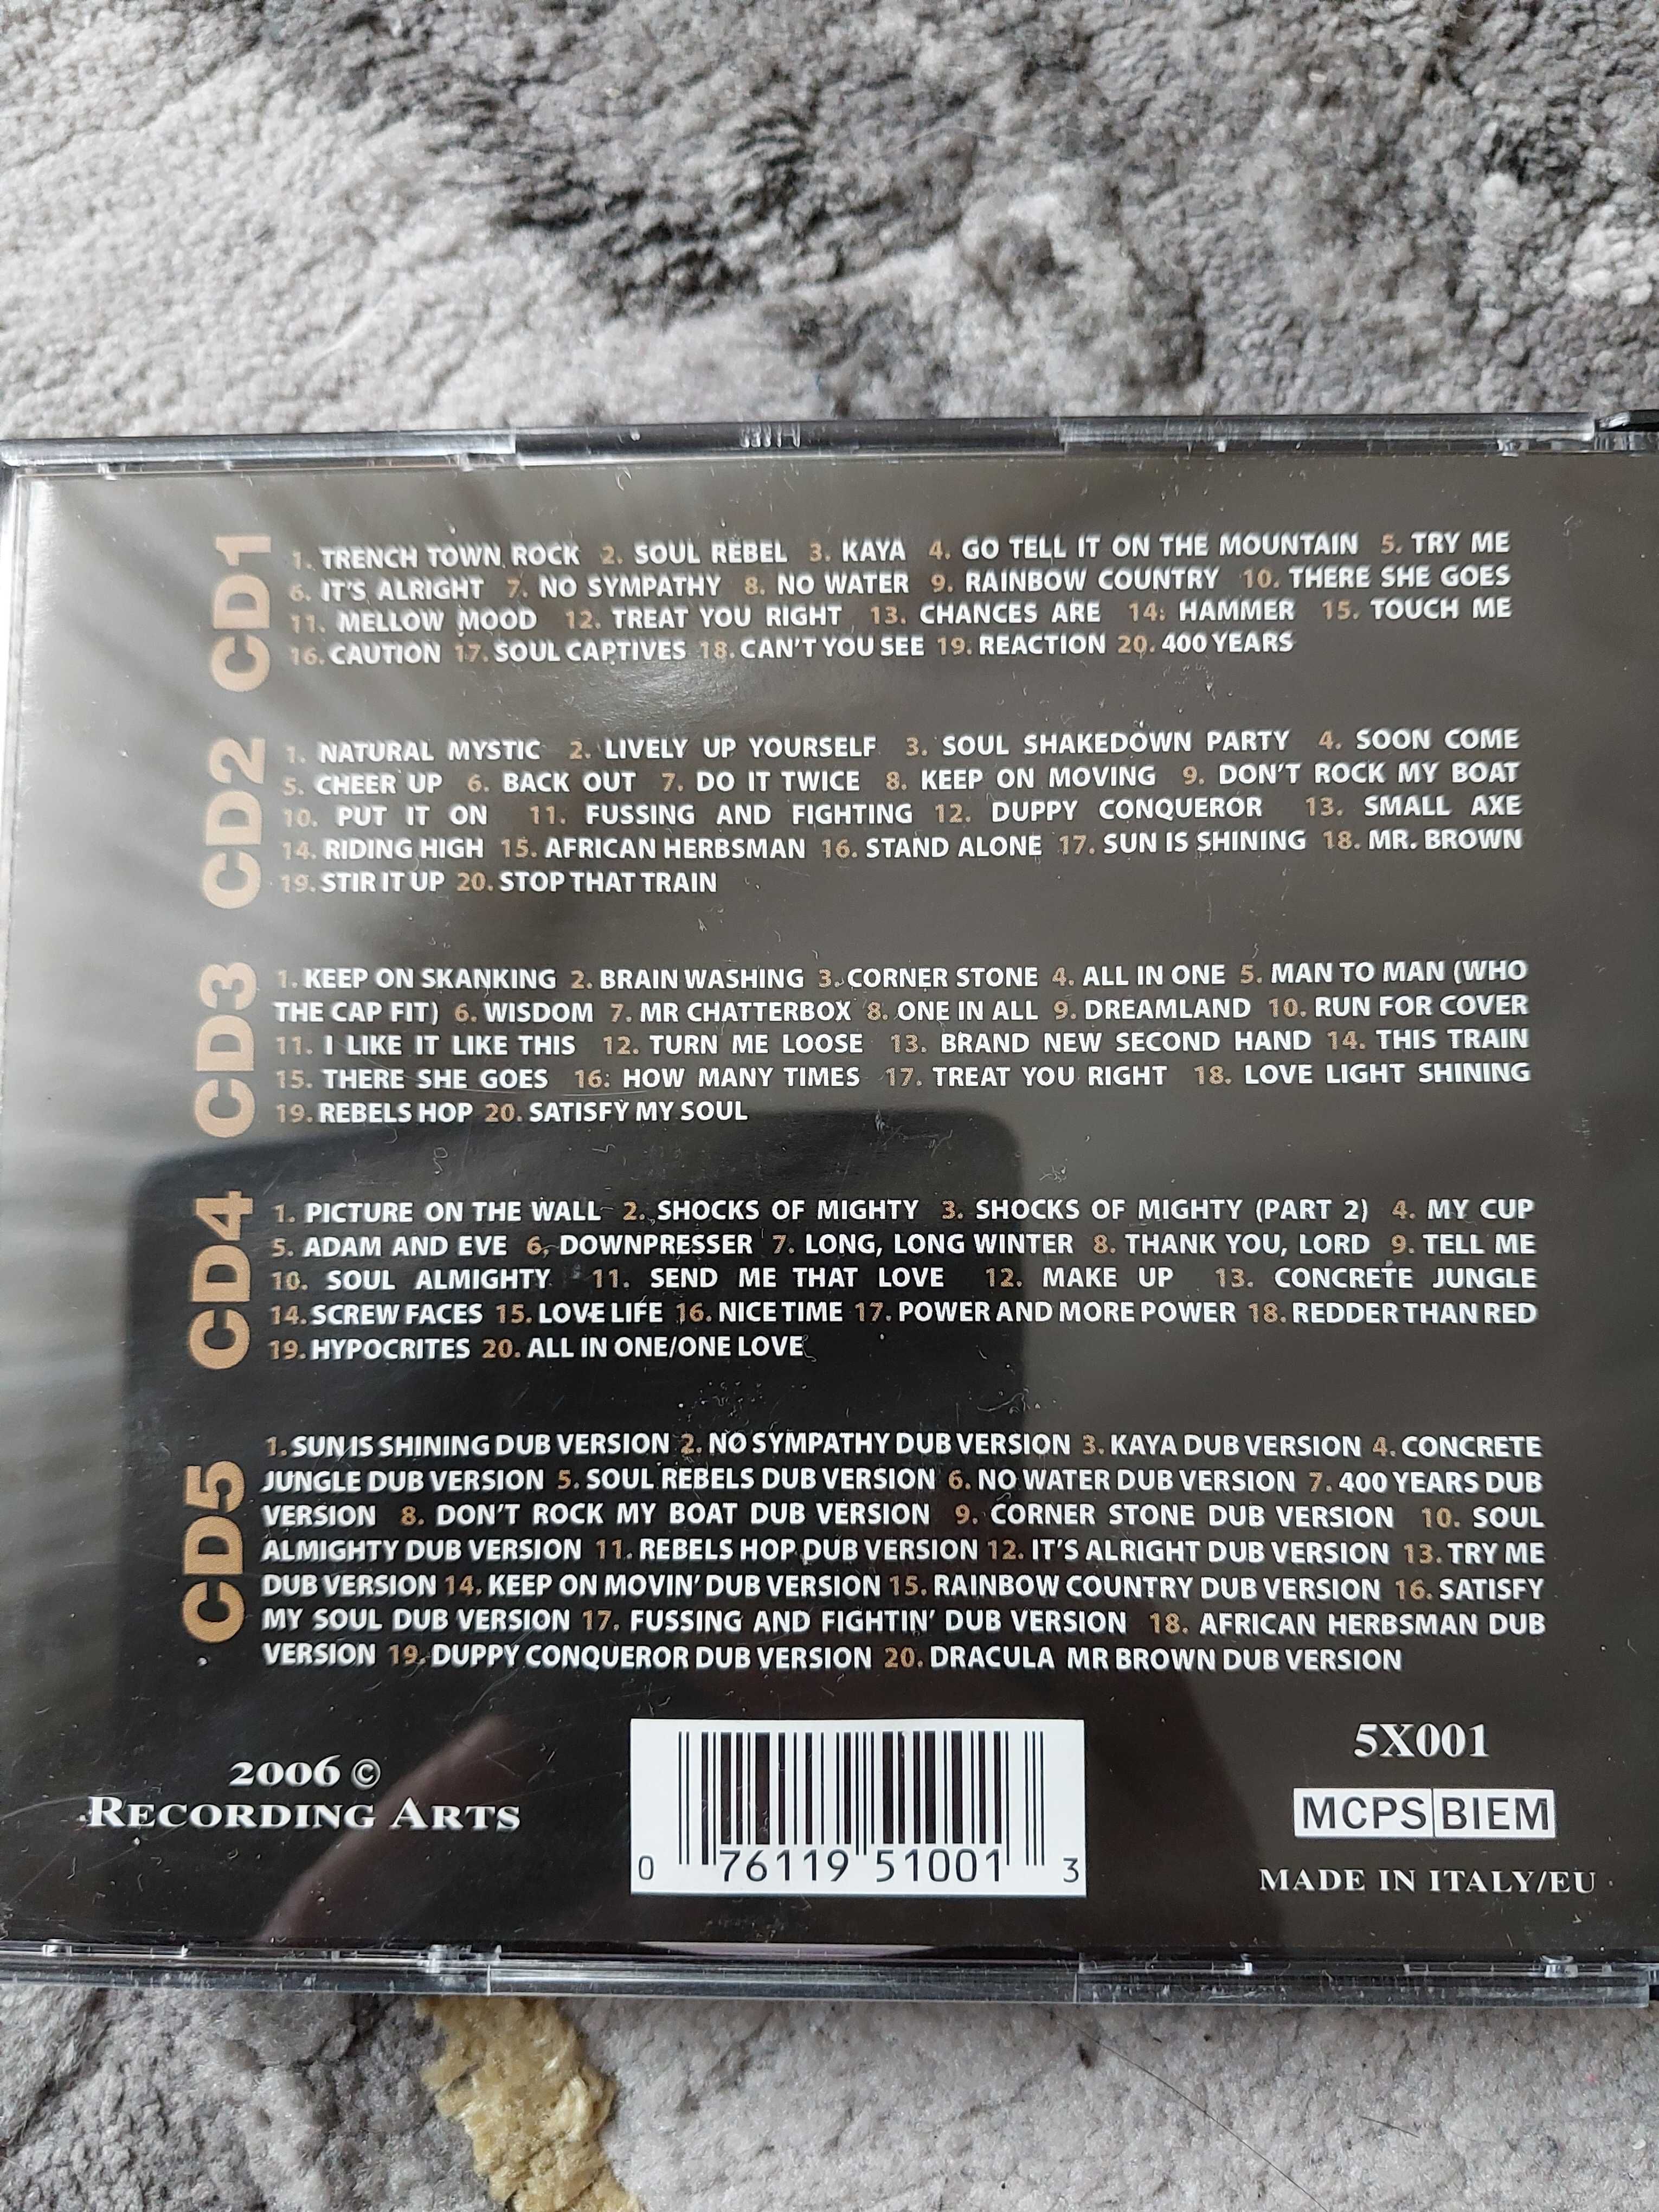 CD1
1. TRENCH TOWN ROCK 2. SOUL REBEL 3. KAYA 4. GO TELL IT ON THE MOUNTAIN 5. TRY ME
6. IT'S ALRIGHT 7. NO SYMPATHY 8. NO WATER 9. RAINBOW COUNTRY 10. THERE SHE GOES
11. MELLOW MOOD 12. TREAT YOU RIGHT 13. CHANCES ARE 14. HAMMER 15. TOUCH ME
16. CAUTION 17. SOUL CAPTIVES 18. CAN'T YOU SEE 19. REACTION 20. 400 YEARS
CD2
1. NATURAL MYSTIC 2. LIVELY UP YOURSELF 3. SOUL SHAKEDOWN PARTY 4. SOON COME
5. CHEER UP 6. BACK OUT 7. DO IT TWICE 8. KEEP ON MOVING 9. DON'T ROCK MY BOAT
10. PUT IT ON 11. FUSSING AND FIGHTING 12. DUPPY CONQUEROR 13. SMALL AXE
14. RIDING HIGH 15. AFRICAN HERBSMAN 16. STAND ALONE 17. SUN IS SHINING 18. MR. BROWN
19. STIR IT UP 20. STOP THAT TRAIN
CD3
1. KEEP ON SKANKING 2. BRAIN WASHING 3. CORNER STONE 4. ALL IN ONE 5. MAN TO MAN (WHO
THE CAP FIT) 6. WISDOM 7. MR CHATTERBOX 8. ONE IN ALL 9. DREAMLAND 10. RUN FOR COVER
11. I LIKE IT LIKE THIS 12. TURN ME LOOSE 13. BRAND NEW SECOND HAND 14. THIS TRAIN
15. THERE SHE GOES 16. HOW MANY TIMES 17. TREAT YOU RIGHT 18. LOVE LIGHT SHINING
19. REBELS HOP 20. SATISFY MY SOUL
CD4
1. PICTURE ON THE WALL 2. SHOCKS OF MIGHTY 3. SHOCKS OF MIGHTY (PART 2) 4. MY CUP
5. ADAM AND EVE 6. DOWNPRESSER 7. LONG, LONG WINTER 8. THANK YOU, LORD 9. TELL ME
10. SOUL ALMIGHTY 11. SEND ME THAT LOVE 12. MAKE UP 13. CONCRETE JUNGLE
14. SCREW FACES 15. LOVE LIFE 16. NICE TIME 17. POWER AND MORE POWER 18. REDDER THAN RED
19. HYPOCRITES 20. ALL IN ONE/ONE LOVE
CD5
1. SUN IS SHINING DUB VERSION 2. NO SYMPATHY DUB VERSION 3. KAYA DUB VERSION 4. CONCRETE
JUNGLE DUB VERSION 5. SOUL REBELS DUB VERSION 6. NO WATER DUB VERSION 7. 400 YEARS DUB
VERSION 8. DON'T ROCK MY BOAT DUB VERSION 9. CORNER STONE DUB VERSION 10. SOUL
ALMIGHTY DUB VERSION 11. REBELS HOP DUB VERSION 12. IT'S ALRIGHT DUB VERSION 13. TRY ME
DUB VERSION 14. KEEP ON MOVIN' DUB VERSION 15. RAINBOW COUNTRY DUB VERSION 16. SATISFY
MY SOUL DUB VERSION 17. FUSSING AND FIGHTIN' DUB VERSION 18. AFRICAN HERBSMAN DUB
VERSION 19. DUPPY CONQUEROR DUB VERSION 20. DRACULA MR BROWN DUB VERSION
2006 ©
RECORDING ARTS
0 76119 51001 3
5X001
MCPS BIEM
MADE IN ITALY/EU